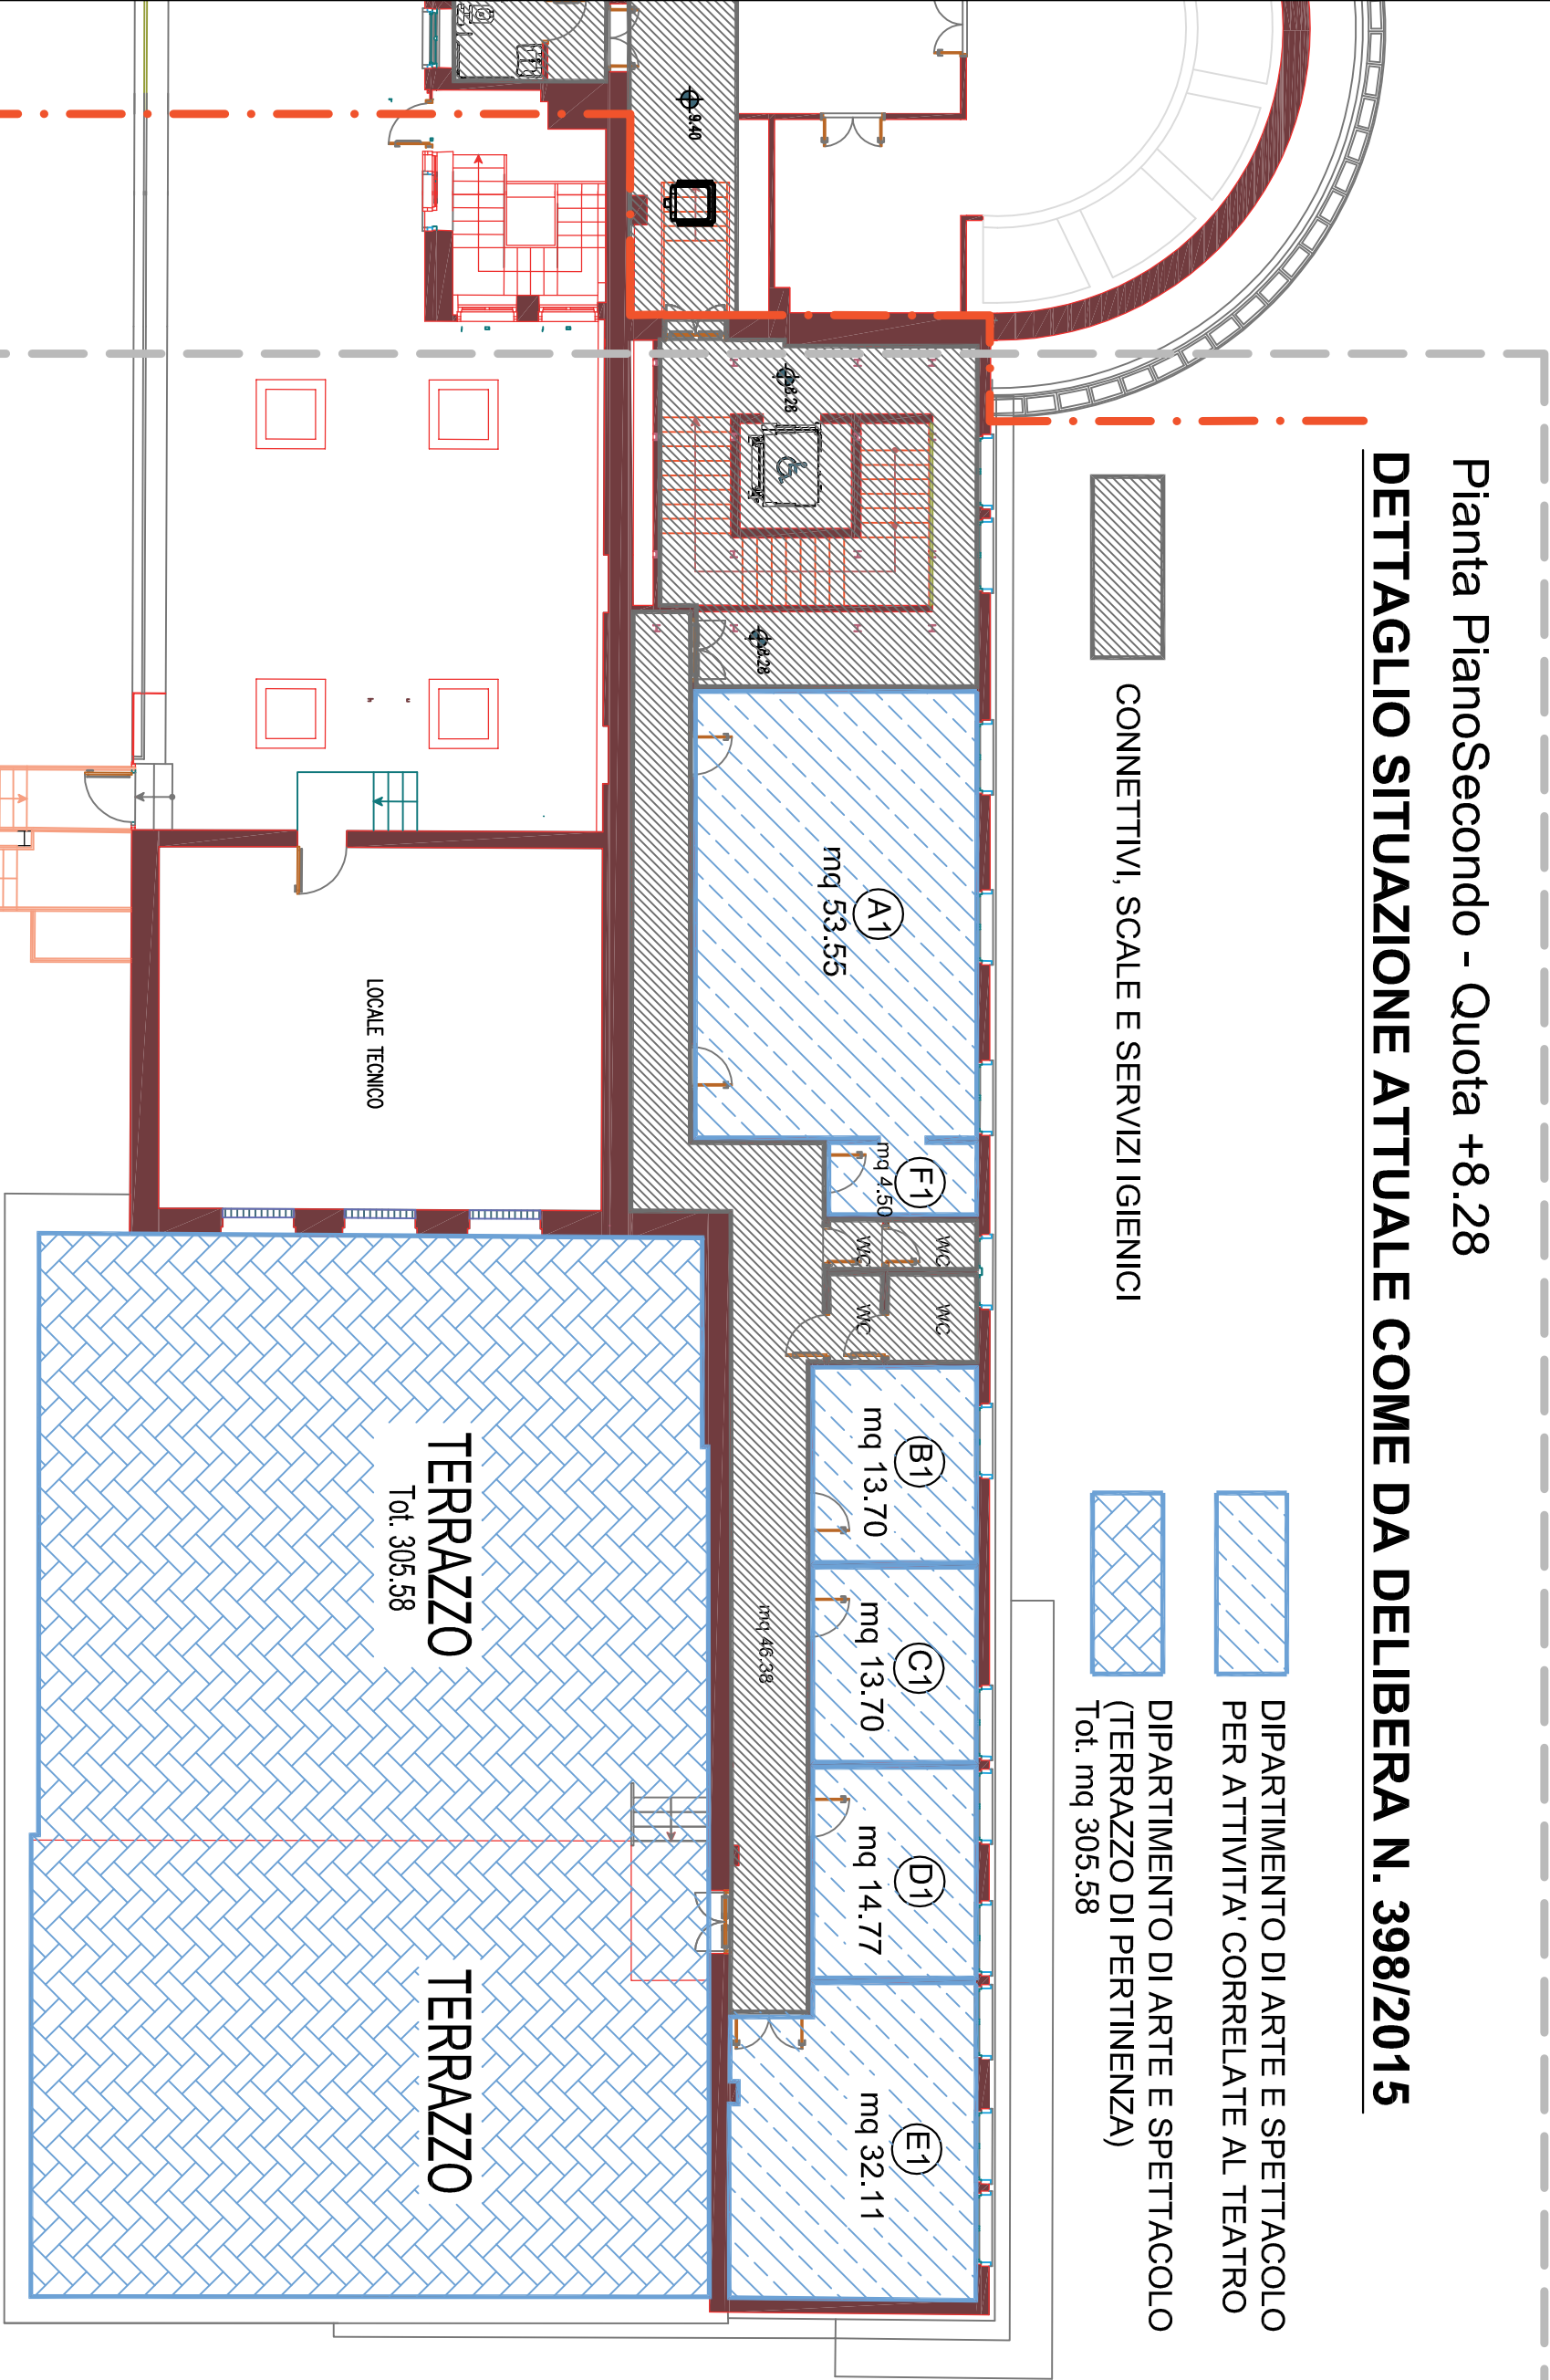 Pianta PianoSecondo - Quota +8.28
DETTAGLIO SITUAZIONE ATTUALE COME DA DELIBERA N. 398/2015
CONNETTIVI, SCALE E SERVIZI IGIENICI
DIPARTIMENTO DI ARTE E SPETTACOLO
PER ATTIVITA' CORRELATE AL TEATRO
DIPARTIMENTO DI ARTE E SPETTACOLO
(TERRAZZO DI PERTINENZA)
Tot. mq 305.58
9.40
8.28
8.28
A1
mq 53.55
F1
mq 4.50
WC
WC
WC
WC
B1
mq 13.70
C1
mq 13.70
D1
mq 14.77
E1
mq 32.11
mq 46.38
LOCALE TECNICO
TERRAZZO
Tot. 305.58
TERRAZZO